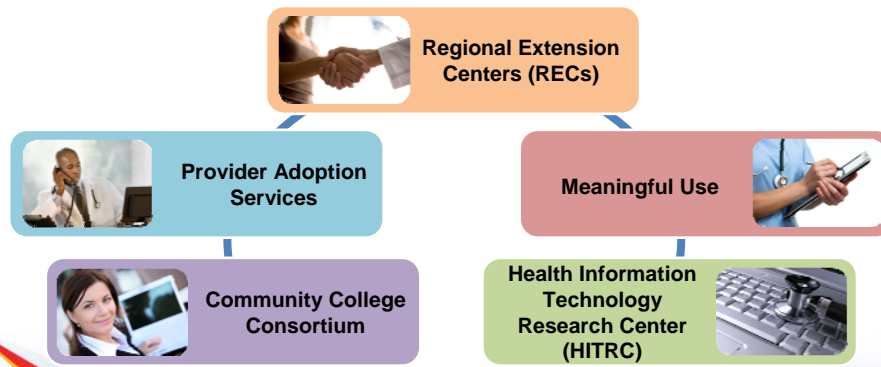 Regional Extension
Centers (RECs)
Provider Adoption
Services
Meaningful Use
Community College
Consortium
Health Information
Technology
Research Center
(HITRC)